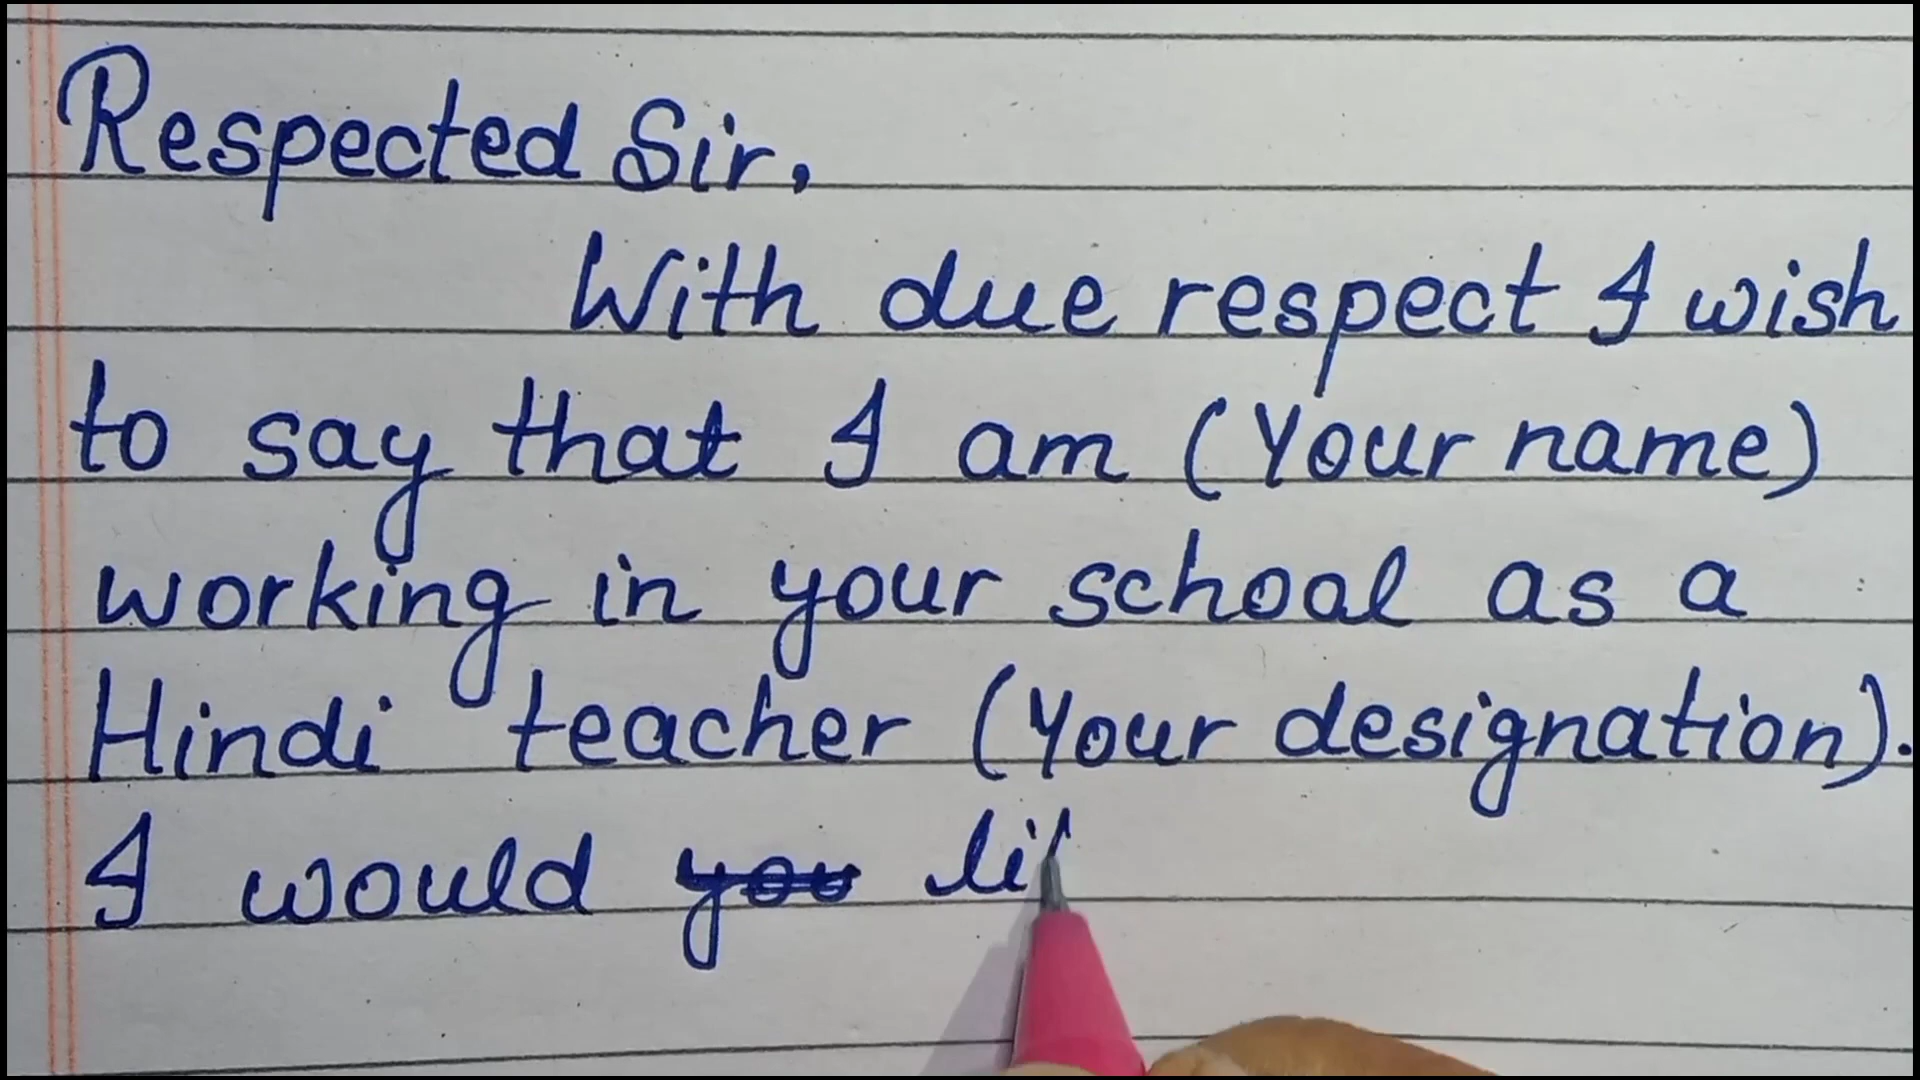 Respected Sir,
With due respect I wish
to say that I am (Your name)
working in your school as a
Hindi teacher (Your designation).
I would you li